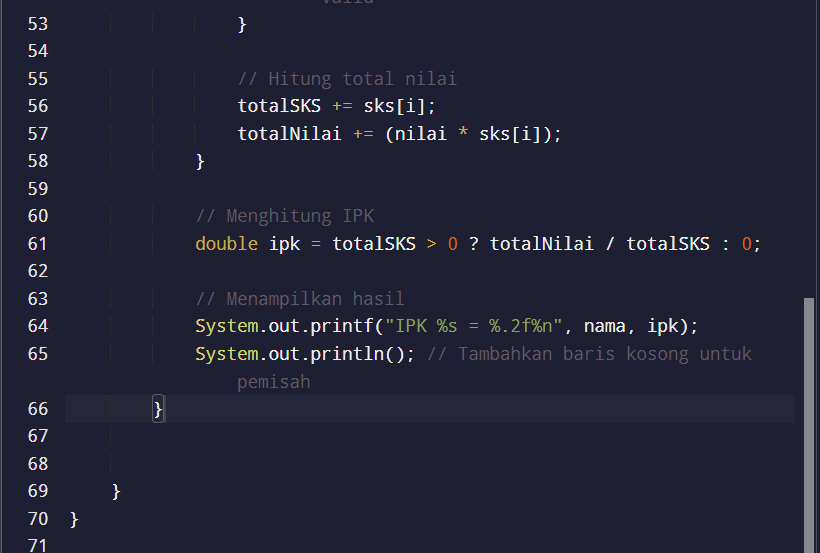 valid
53 }
54
55 // Hitung total nilai
56 totalSKS += sks[i];
57 totalNilai += (nilai * sks[i]);
58 }
59
60 // Menghitung IPK
61 double ipk = totalSKS > 0 ? totalNilai / totalSKS : 0;
62
63 // Menampilkan hasil
64 System.out.printf("IPK %s = %.2f%n", nama, ipk);
65 System.out.println(); // Tambahkan baris kosong untuk
pemisah
66 }
67
68
69 }
70 }
71